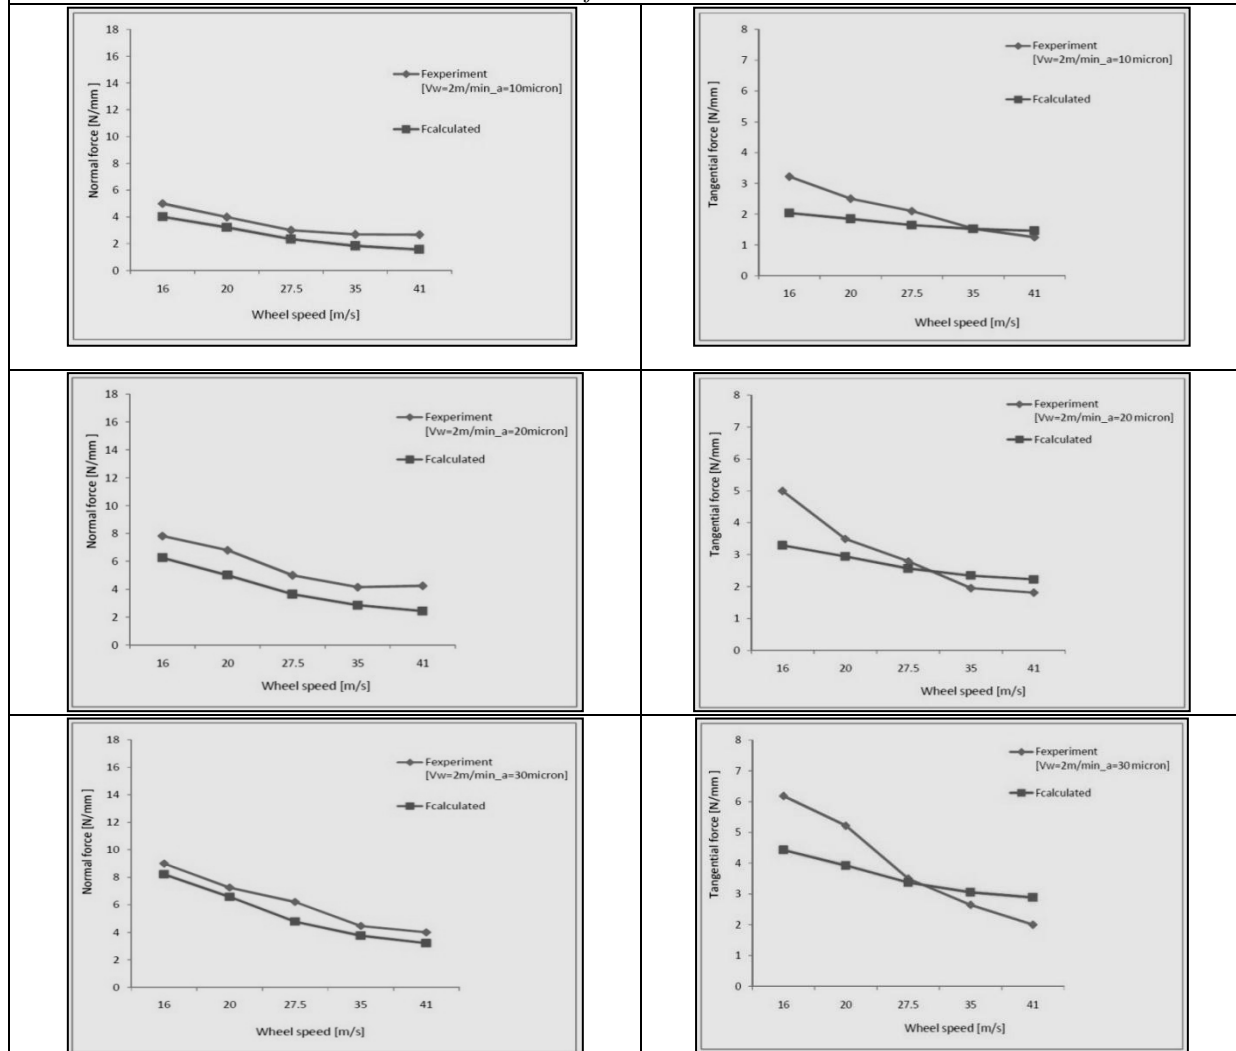 18
16
14
12
10
8
6
4
2
0
Normal force [N/mm ]
16 20 27.5 35 41
Wheel speed [m/s]
Fexperiment
[Vw=2m/min_a=10micron]
Fcalculated
8
7
6
5
4
3
2
1
0
Tangential force [N/mm ]
16 20 27.5 35 41
Wheel speed [m/s]
Fexperiment
[Vw=2m/min_a=10 micron]
Fcalculated
18
16
14
12
10
8
6
4
2
0
Normal force [N/mm ]
16 20 27.5 35 41
Wheel speed [m/s]
Fexperiment
[Vw=2m/min_a=20micron]
Fcalculated
8
7
6
5
4
3
2
1
0
Tangential force [N/mm ]
16 20 27.5 35 41
Wheel speed [m/s]
Fexperiment
[Vw=2m/min_a=20 micron]
Fcalculated
18
16
14
12
10
8
6
4
2
0
Normal force [N/mm ]
16 20 27.5 35 41
Wheel speed [m/s]
Fexperiment
[Vw=2m/min_a=30micron]
Fcalculated
8
7
6
5
4
3
2
1
0
Tangential force [N/mm ]
16 20 27.5 35 41
Wheel speed [m/s]
Fexperiment
[Vw=2m/min_a=30 micron]
Fcalculated